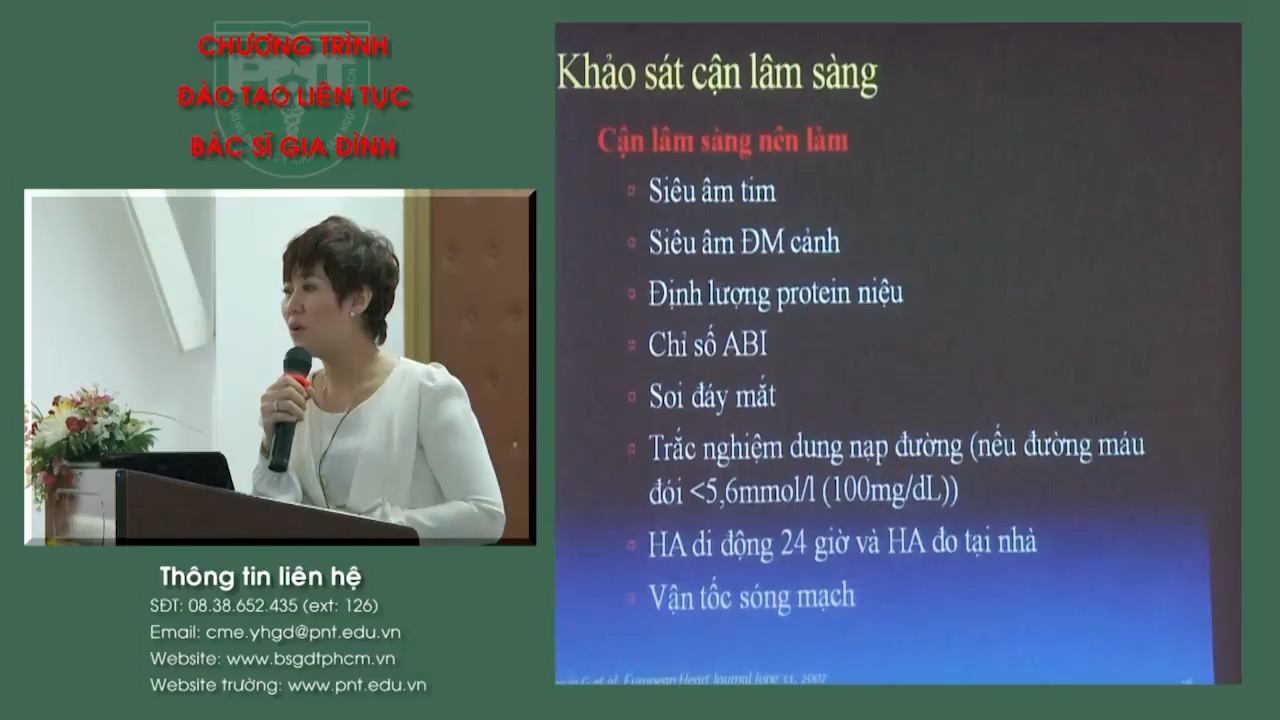 CHƯƠNG TRÌNH
ĐÀO TẠO LIÊN TỤC
BÁC SĨ GIA ĐÌNH
PNT
Thông tin liên hệ
SĐT: 08.38.652.435 (ext: 126)
Email: cme.yhgd@pnt.edu.vn
Website: www.bsgdtphcm.vn
Website trường: www.pnt.edu.vn
Khảo sát cận lâm sàng
Cận lâm sàng nên làm
Siêu âm tim
Siêu âm ĐM cảnh
Định lượng protein niệu
Chỉ số ABI
Soi đáy mắt
Trắc nghiệm dung nạp đường (nếu đường máu
đói <5,6mmol/l (100mg/dL))
HA di động 24 giờ và HA đo tại nhà
Vận tốc sóng mạch
G et al. European Heart Journal June 11, 2007